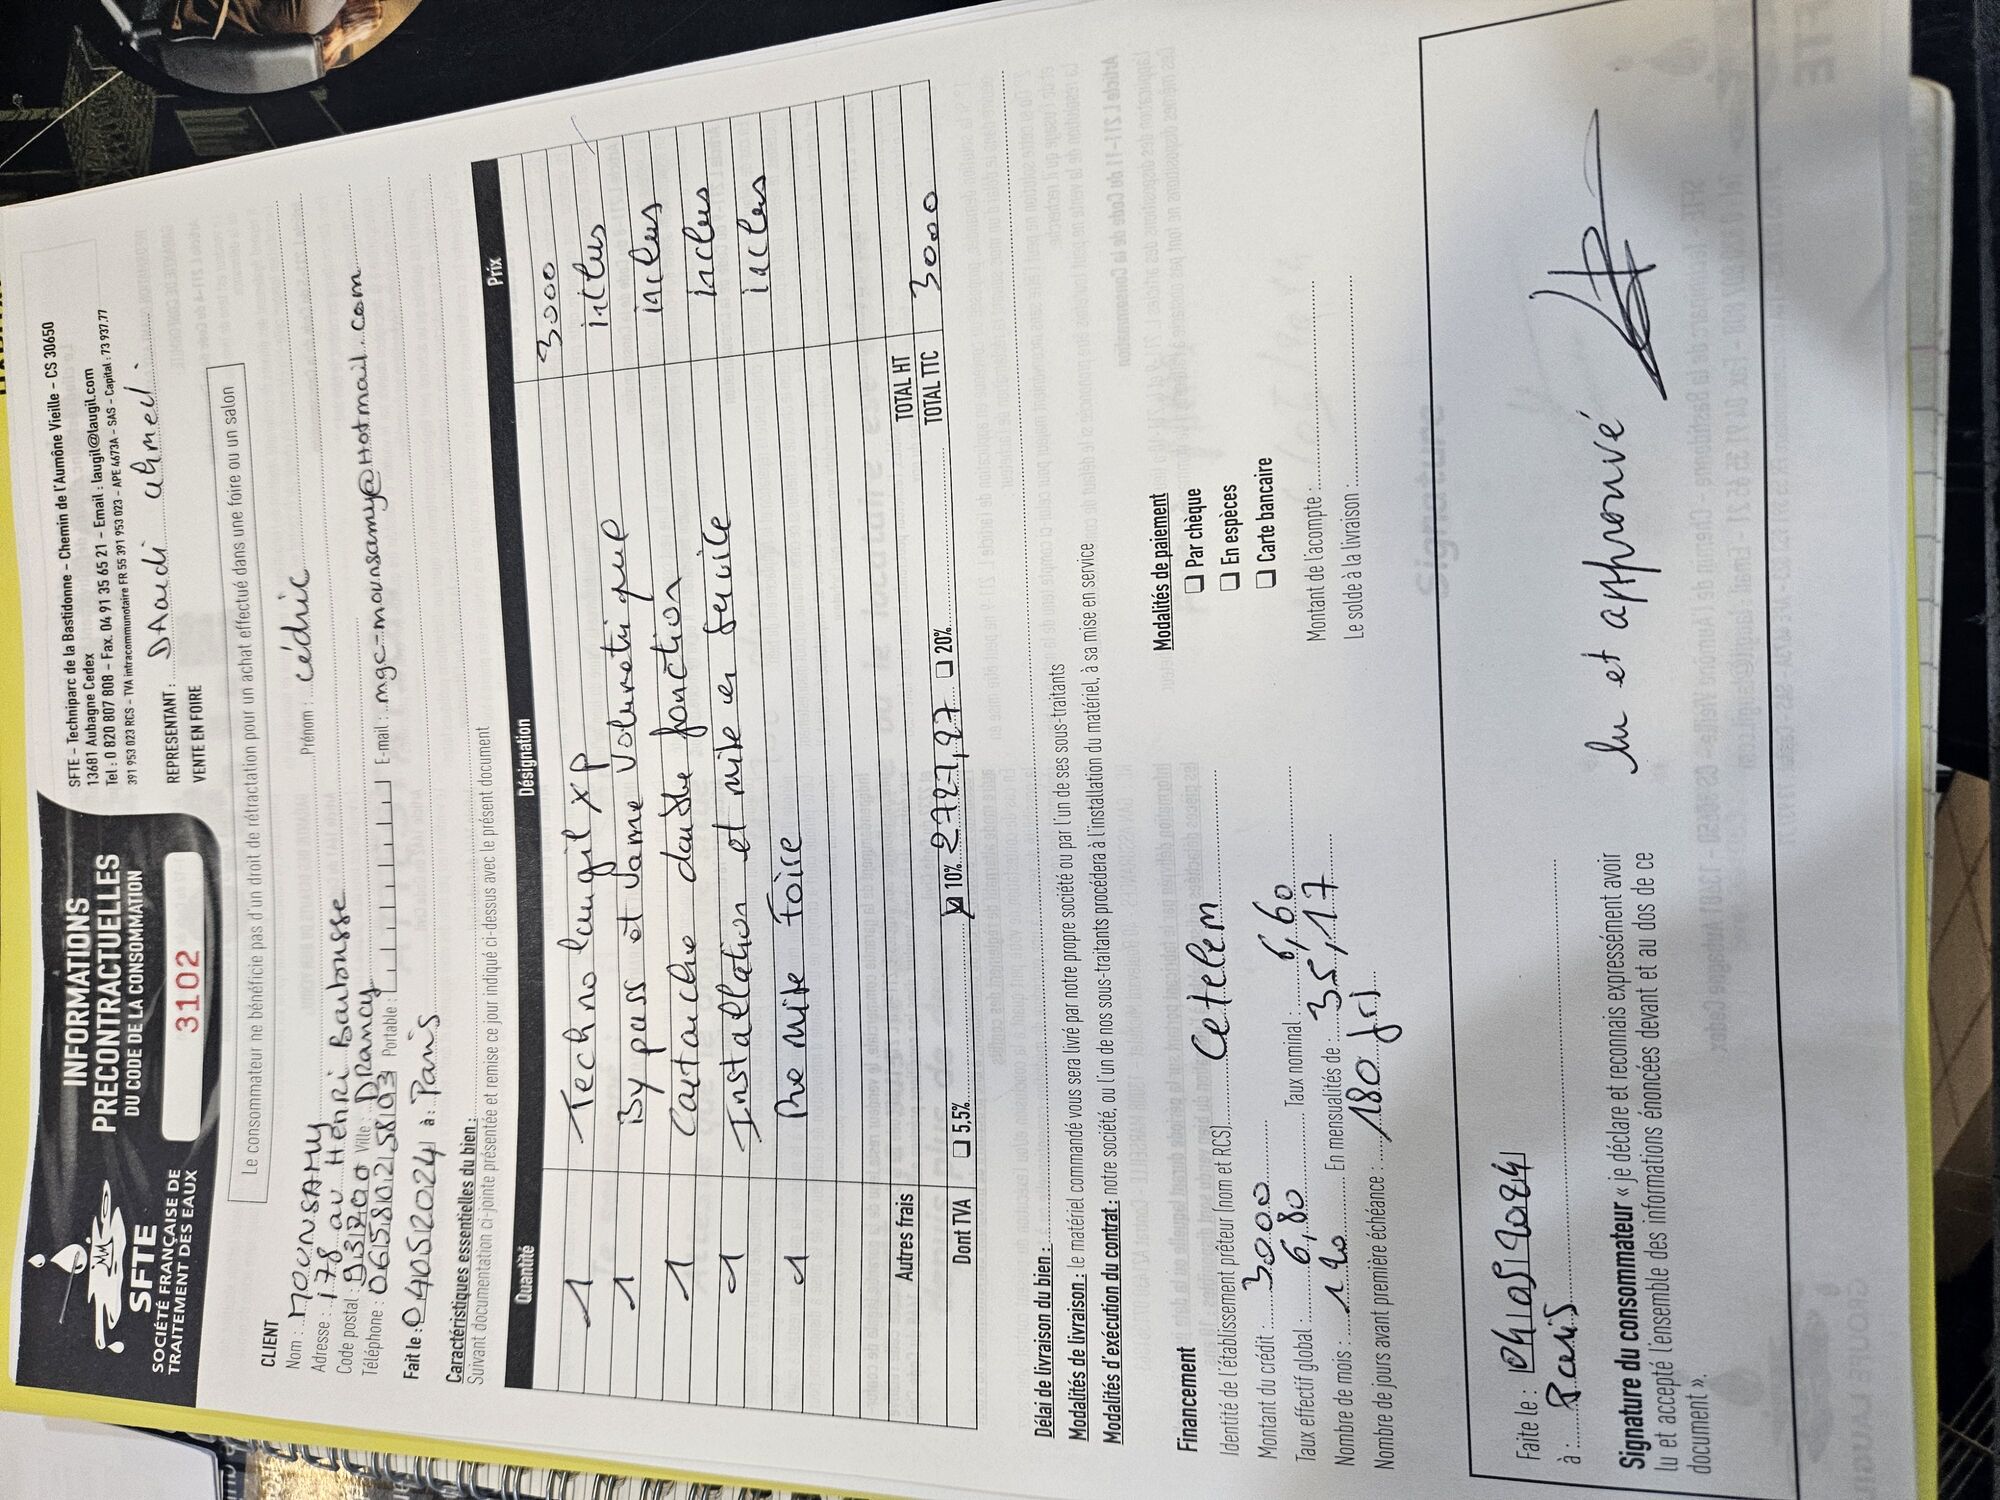 INFORMATIONS
PRECONTRACTUELLES
DU CODE DE LA CONSOMMATION
3102
SFTE
SOCIÉTÉ FRANÇAISE DE
TRAITEMENT DES EAUX
SFTE – Techniparc de la Bastidonne – Chemin de l'Aumône Vieille – CS 30650
13681 Aubagne Cedex
Tel : 0 820 807 808 – Fax. 04 91 35 65 21 – Email : laugil@laugil.com
391 953 023 RCS – TVA intracommunautaire FR 55 391 953 023 – APE 4673A – SAS – Capital : 73 937.77
REPRESENTANT : DAoudi ahmed.
VENTE EN FOIRE
Le consommateur ne bénéficie pas d'un droit de rétractation pour un achat effectué dans une foire ou un salon
CLIENT
Nom : MOUNSAMY Prénom : cédric
Adresse : 178 av Henri Barbusse
Code postal : 93700 Ville : DRancy
Téléphone : 0658025803 Portable : E-mail : mgc-mounsamy@Hotmail.com
Fait le : 04052024 à : Paris
Caractéristiques essentielles du bien :
Suivant documentation ci-jointe présentée et remise ce jour indiqué ci-dessus avec le présent document
Quantité Désignation Prix
1 Techno laugil XP 3000
1 By pass et Vanne Volumetrique inclus
1 Cartouche double fonction inclus
1 Installation et mise en service inclus
1 Remise Foire inclus
Autres frais TOTAL HT
Dont TVA ❑ 5,5% ☒ 10% 2727,27 ❑ 20% TOTAL TTC 3000
Délai de livraison du bien :
Modalités de livraison : le matériel commandé vous sera livré par notre propre société ou par l'un de ses sous-traitants
Modalités d'exécution du contrat : notre société, ou l'un de nos sous-traitants procédera à l'installation du matériel, à sa mise en service
Financement
Identité de l'établissement prêteur (nom et RCS) Cetelem
Montant du crédit : 3000
Taux effectif global : 6,80 Taux nominal : 6,60
Nombre de mois : 120 En mensualités de : 35,17
Nombre de jours avant première échéance : 180 jrs
Modalités de paiement
❑ Par chèque
❑ En espèces
❑ Carte bancaire
Montant de l'acompte :
Le solde à la livraison :
Faite le : 04052024
à : Paris
Signature du consommateur « je déclare et reconnais expressément avoir
lu et accepté l'ensemble des informations énoncées devant et au dos de ce
document ».
lu et approuvé